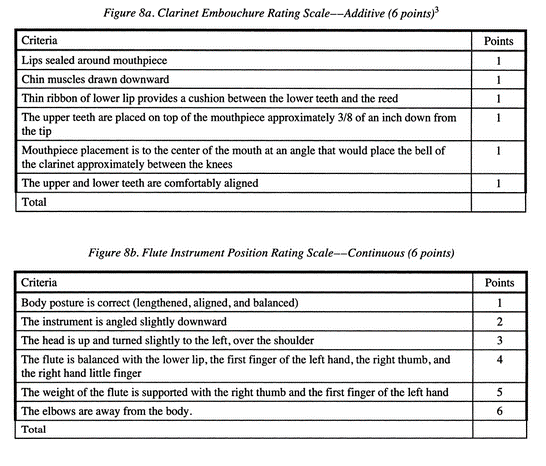 Figure 8a. Clarinet Embouchure Rating Scale—Additive (6 points)3
Criteria Points
Lips sealed around mouthpiece 1
Chin muscles drawn downward 1
Thin ribbon of lower lip provides a cushion between the lower teeth and the reed 1
The upper teeth are placed on top of the mouthpiece approximately 3/8 of an inch down from 1
the tip
Mouthpiece placement is to the center of the mouth at an angle that would place the bell of 1
the clarinet approximately between the knees
The upper and lower teeth are comfortably aligned 1
Total
Figure 8b. Flute Instrument Position Rating Scale—Continuous (6 points)
Criteria Points
Body posture is correct (lengthened, aligned, and balanced) 1
The instrument is angled slightly downward 2
The head is up and turned slightly to the left, over the shoulder 3
The flute is balanced with the lower lip, the first finger of the left hand, the right thumb, and 4
the right hand little finger
The weight of the flute is supported with the right thumb and the first finger of the left hand 5
The elbows are away from the body. 6
Total